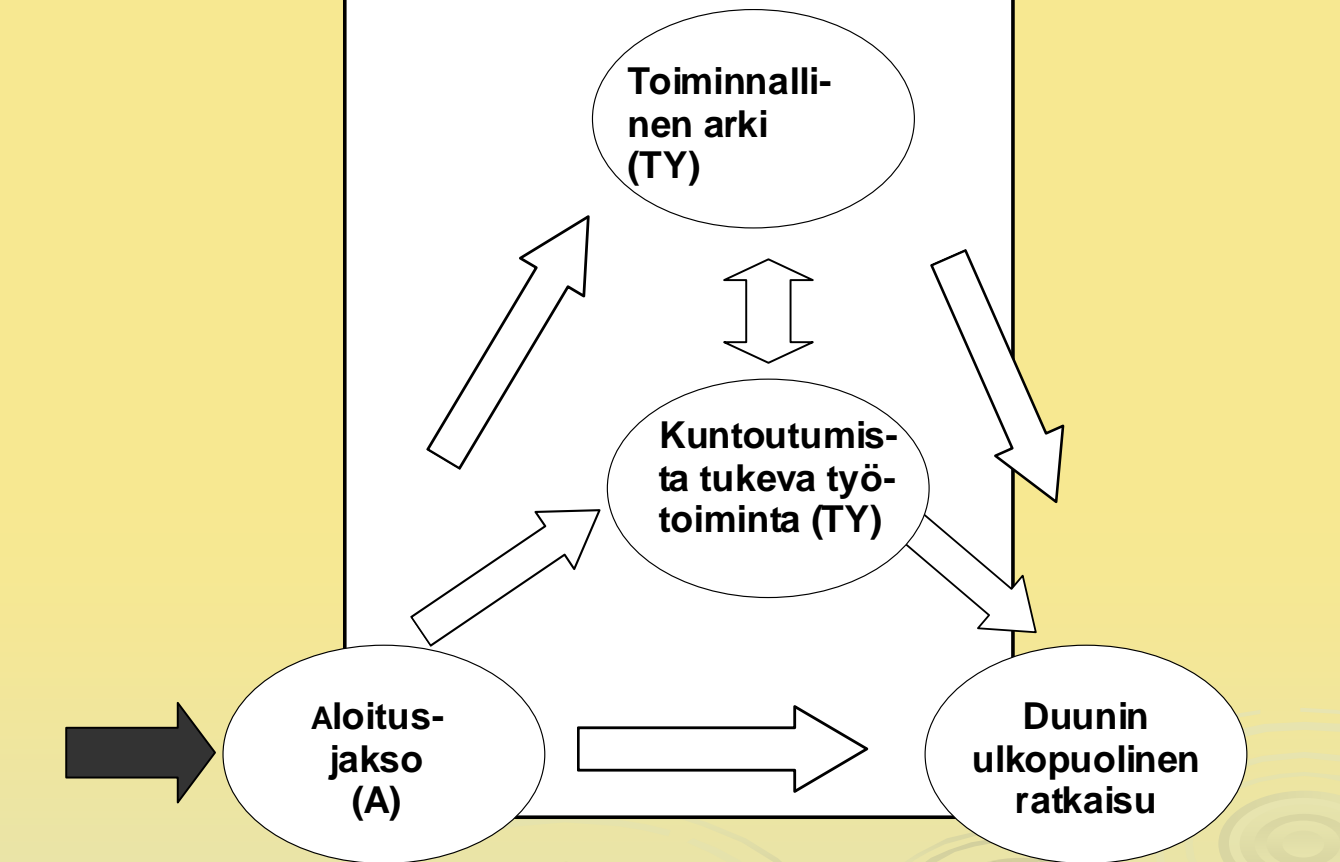 Toiminnalli-
nen arki
(TY)
Kuntoutumis-
ta tukeva työ-
toiminta (TY)
Aloitus-
jakso
(A)
Duunin
ulkopuolinen
ratkaisu